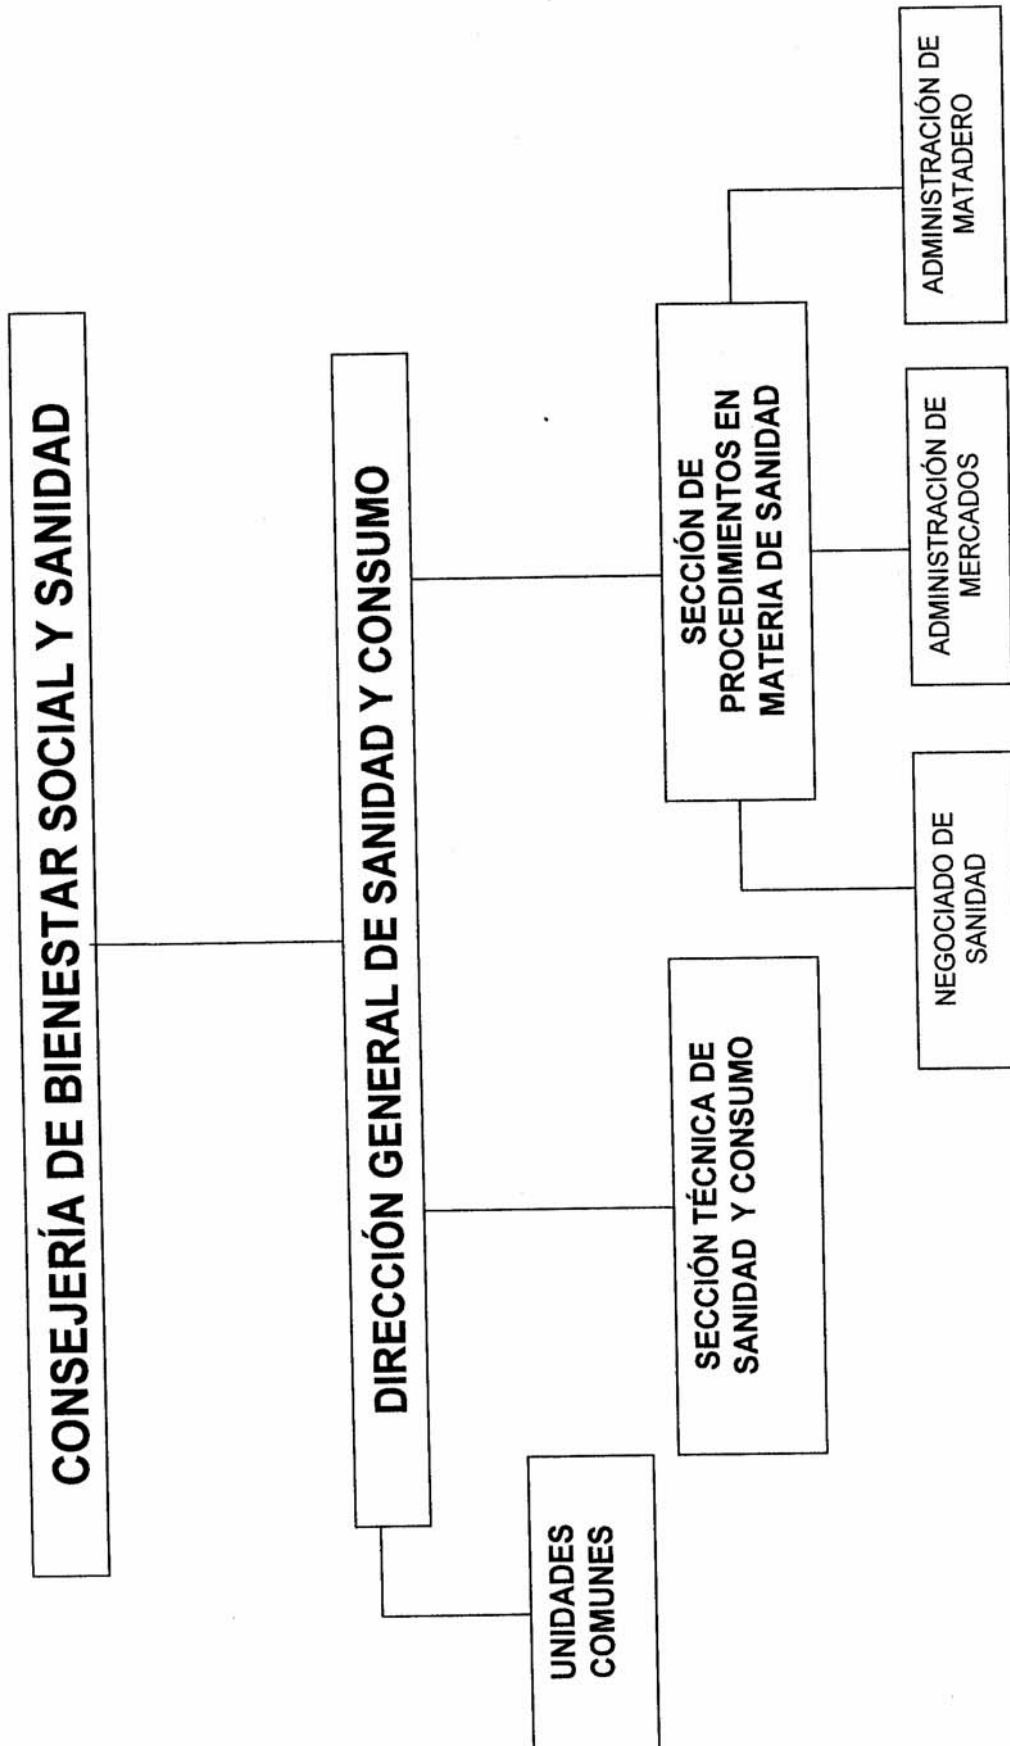 CONSEJERÍA DE BIENESTAR SOCIAL Y SANIDAD
DIRECCIÓN GENERAL DE SANIDAD Y CONSUMO
UNIDADES
COMUNES
SECCIÓN TÉCNICA DE
SANIDAD Y CONSUMO
SECCIÓN DE
PROCEDIMIENTOS EN
MATERIA DE SANIDAD
NEGOCIADO DE
SANIDAD
ADMINISTRACIÓN DE
MERCADOS
ADMINISTRACIÓN DE
MATADERO